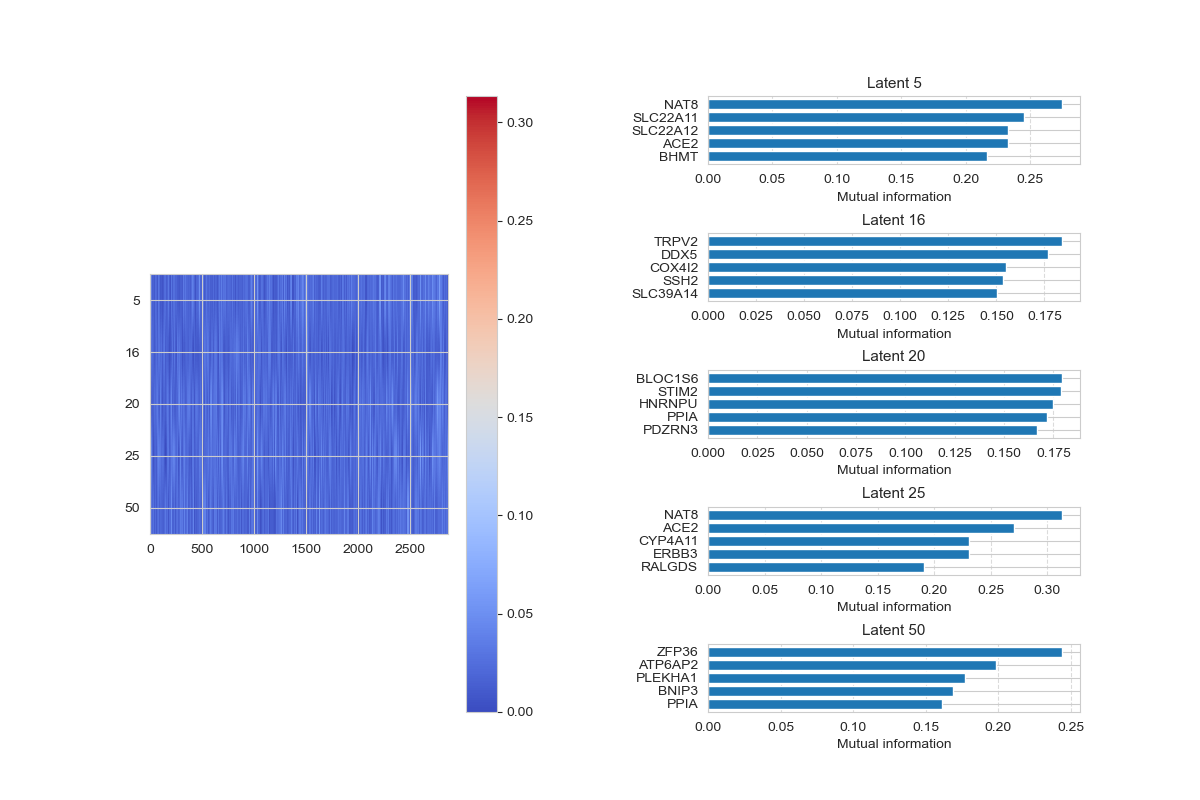 5
16
20
25
50
0 500 1000 1500 2000 2500
0.30
0.25
0.20
0.15
0.10
0.05
0.00
Latent 5
NAT8
SLC22A11
SLC22A12
ACE2
BHMT
0.00 0.05 0.10 0.15 0.20 0.25
Mutual information
Latent 16
TRPV2
DDX5
COX4I2
SSH2
SLC39A14
0.000 0.025 0.050 0.075 0.100 0.125 0.150 0.175
Mutual information
Latent 20
BLOC1S6
STIM2
HNRNPU
PPIA
PDZRN3
0.000 0.025 0.050 0.075 0.100 0.125 0.150 0.175
Mutual information
Latent 25
NAT8
ACE2
CYP4A11
ERBB3
RALGDS
0.00 0.05 0.10 0.15 0.20 0.25 0.30
Mutual information
Latent 50
ZFP36
ATP6AP2
PLEKHA1
BNIP3
PPIA
0.00 0.05 0.10 0.15 0.20 0.25
Mutual information